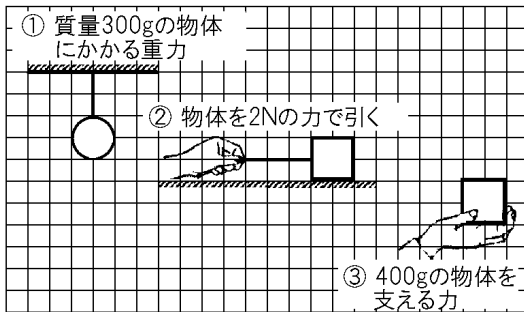 ① 質量300gの物体
にかかる重力
② 物体を2Nの力で引く
③ 400gの物体を
支える力